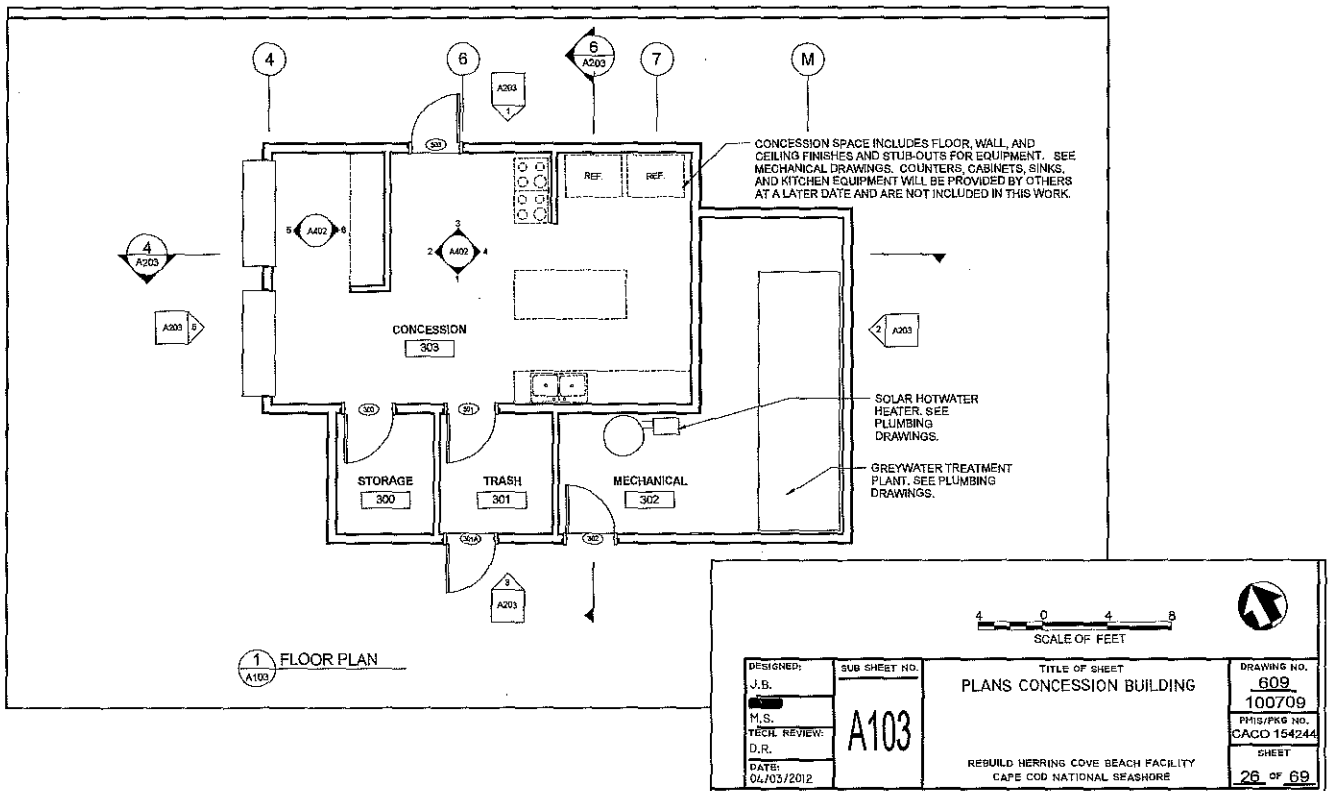 4
6
6
A203
7
M
A203
1
CONCESSION SPACE INCLUDES FLOOR, WALL, AND
CEILING FINISHES AND STUB-OUTS FOR EQUIPMENT. SEE
MECHANICAL DRAWINGS. COUNTERS, CABINETS, SINKS,
AND KITCHEN EQUIPMENT WILL BE PROVIDED BY OTHERS
AT A LATER DATE AND ARE NOT INCLUDED IN THIS WORK.
REF.
REF.
5
A402
6
3
2
A402
4
1
4
A203
A203
5
CONCESSION
303
2
A203
300
301
SOLAR HOTWATER
HEATER. SEE
PLUMBING
DRAWINGS.
STORAGE
300
TRASH
301
MECHANICAL
302
GREYWATER TREATMENT
PLANT. SEE PLUMBING
DRAWINGS.
301A
302
A203
1
A103
FLOOR PLAN
4
0
4
8
SCALE OF FEET
DESIGNED:
J.B.
M.S.
TECH. REVIEW:
D.R.
DATE:
04/03/2012
SUB SHEET NO.
A103
TITLE OF SHEET
PLANS CONCESSION BUILDING
REBUILD HERRING COVE BEACH FACILITY
CAPE COD NATIONAL SEASHORE
DRAWING NO.
609
100709
PMIS/PKG NO.
CACO 154244
SHEET
26 OF 69